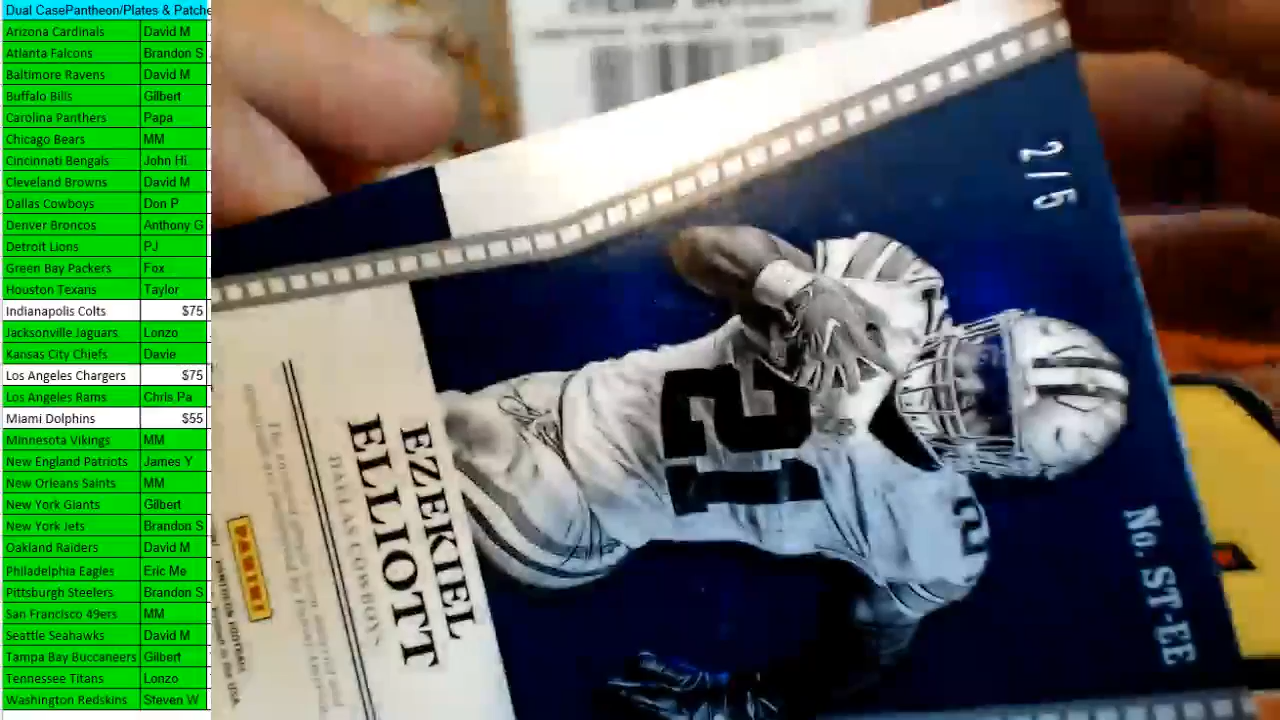 Dual CasePantheon/Plates & Patche
Arizona Cardinals David M
Atlanta Falcons Brandon S
Baltimore Ravens David M
Buffalo Bills Gilbert
Carolina Panthers Papa
Chicago Bears MM
Cincinnati Bengals John Hi
Cleveland Browns David M
Dallas Cowboys Don P
Denver Broncos Anthony G
Detroit Lions PJ
Green Bay Packers Fox
Houston Texans Taylor
Indianapolis Colts $75
Jacksonville Jaguars Lonzo
Kansas City Chiefs Davie
Los Angeles Chargers $75
Los Angeles Rams Chris Pa
Miami Dolphins $55
Minnesota Vikings MM
New England Patriots James Y
New Orleans Saints MM
New York Giants Gilbert
New York Jets Brandon S
Oakland Raiders David M
Philadelphia Eagles Eric Me
Pittsburgh Steelers Brandon S
San Francisco 49ers MM
Seattle Seahawks David M
Tampa Bay Buccaneers Gilbert
Tennessee Titans Lonzo
Washington Redskins Steven W
2/5
No. ST-EE
21
2
EZEKIEL
ELLIOTT
DALLAS COWBOYS
PANINI